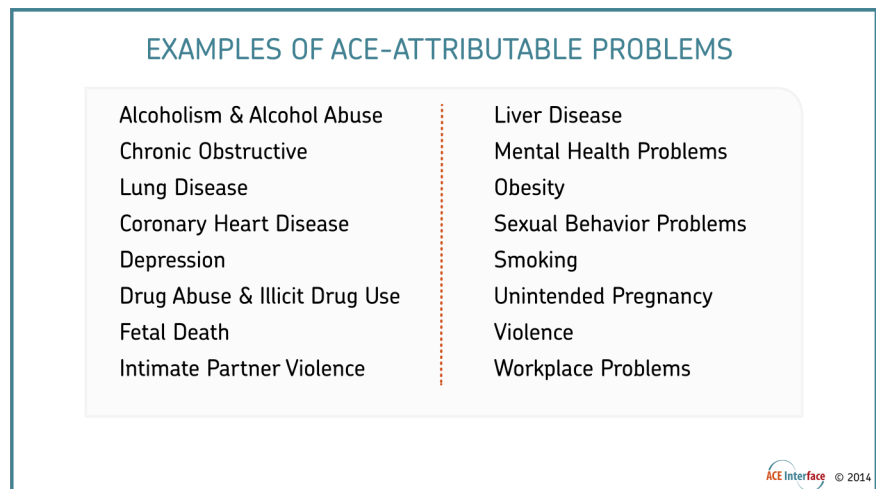 EXAMPLES OF ACE-ATTRIBUTABLE PROBLEMS
Alcoholism & Alcohol Abuse
Chronic Obstructive
Lung Disease
Coronary Heart Disease
Depression
Drug Abuse & Illicit Drug Use
Fetal Death
Intimate Partner Violence
Liver Disease
Mental Health Problems
Obesity
Sexual Behavior Problems
Smoking
Unintended Pregnancy
Violence
Workplace Problems
ACE Interface © 2014